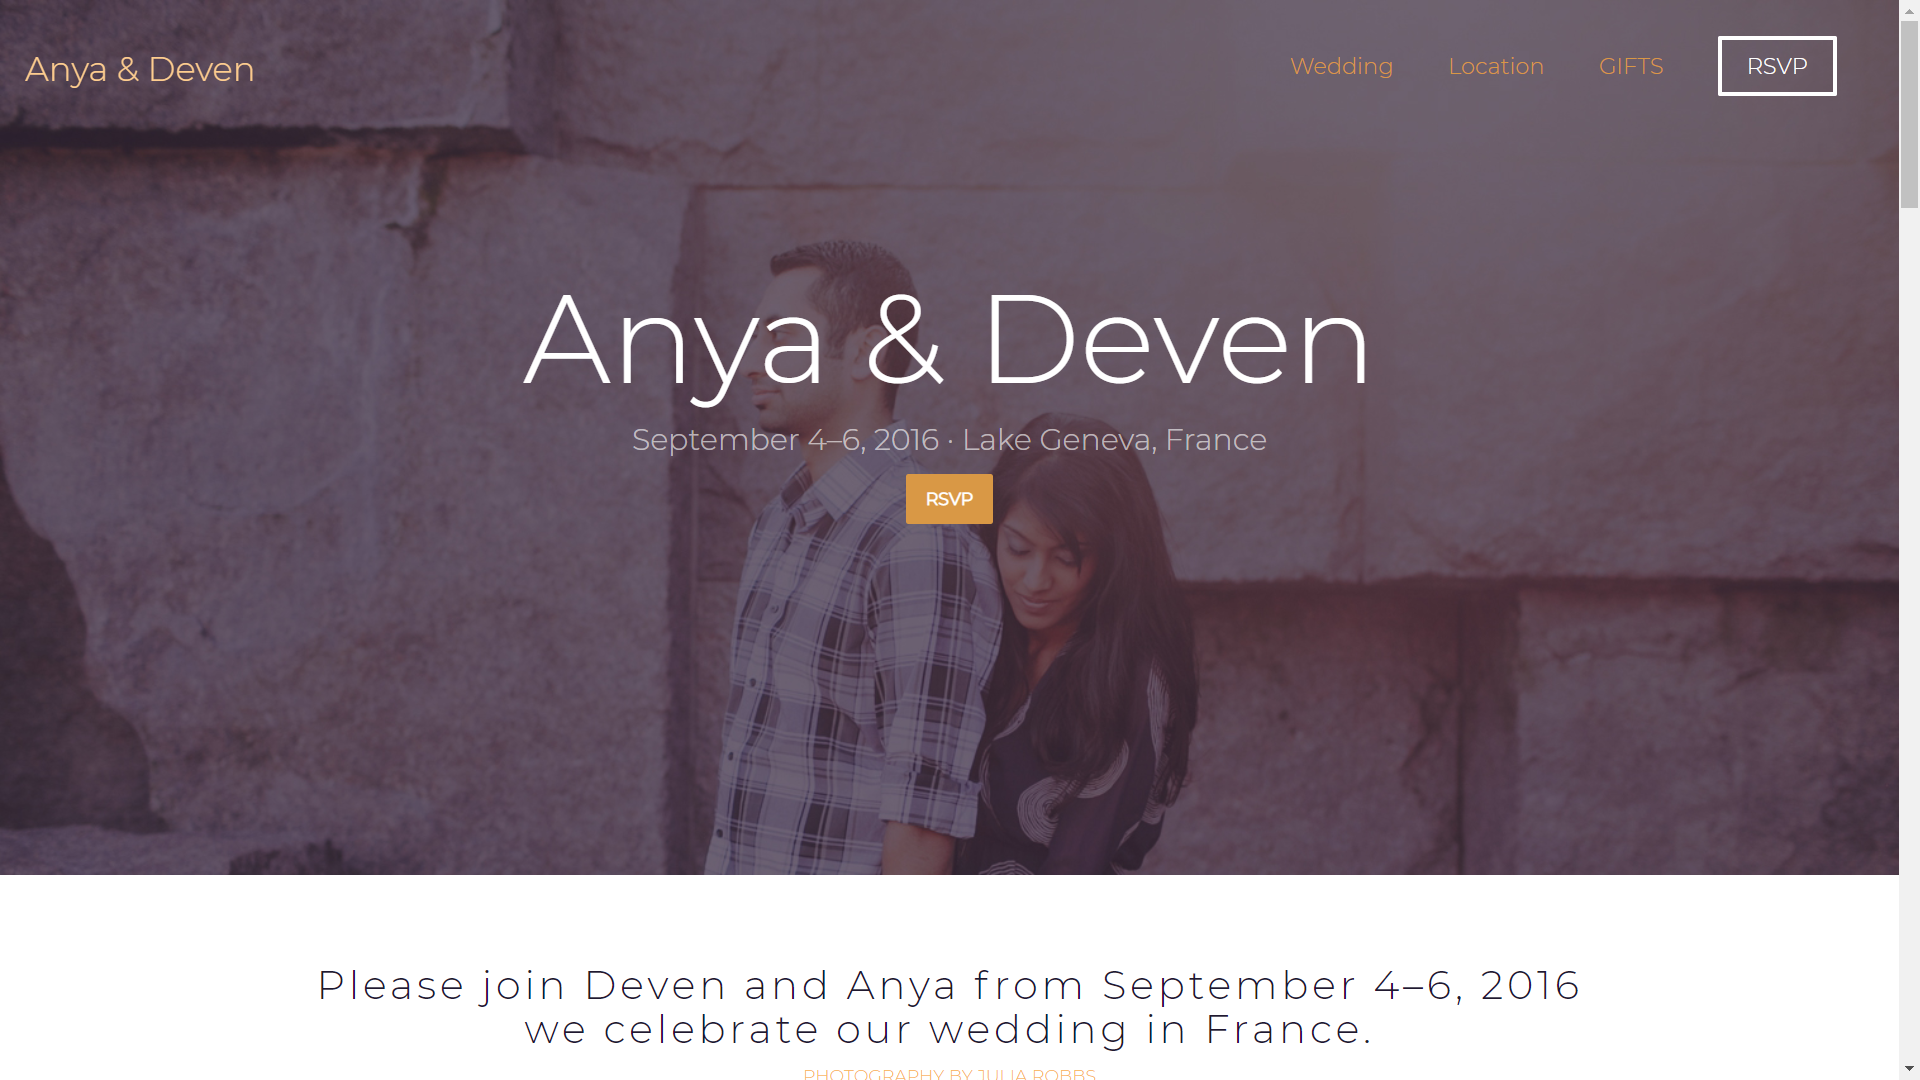 Anya & Deven
Wedding
Location
GIFTS
RSVP
Anya & Deven
September 4–6, 2016 · Lake Geneva, France
RSVP
Please join Deven and Anya from September 4–6, 2016
we celebrate our wedding in France.
PHOTOGRAPHY BY JULIA ROBBS